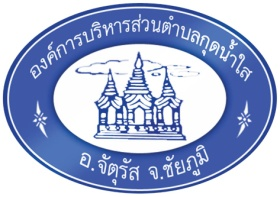 องค์การบริหารส่วนตำบลกุดน้ำใส
อ.จัตุรัส จ.ชัยภูมิ